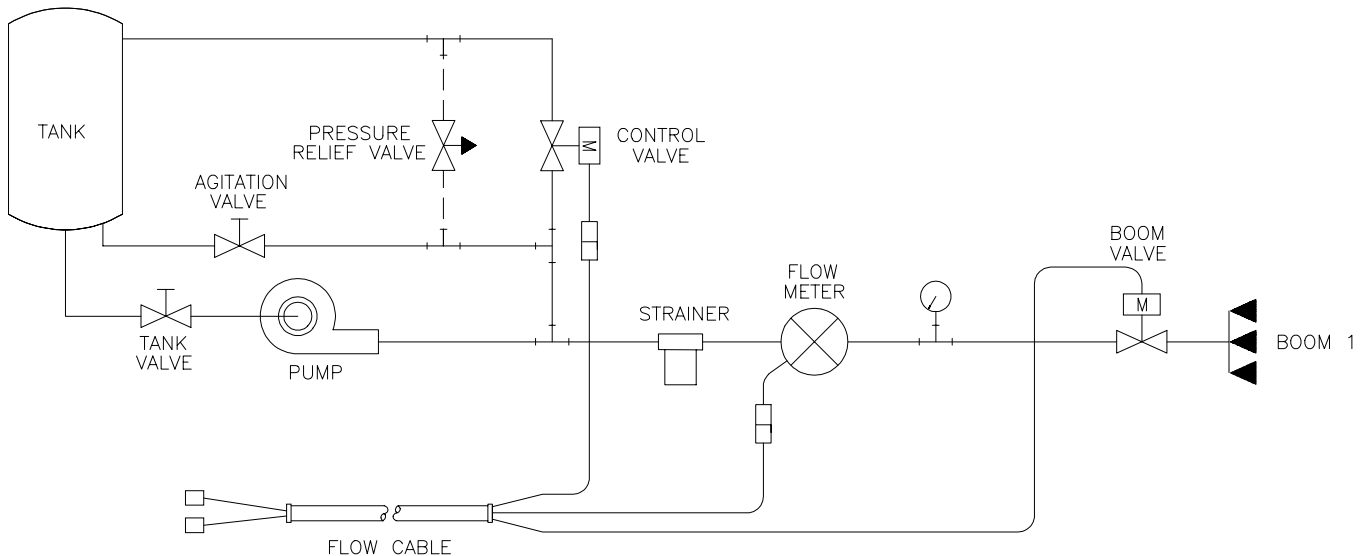 TANK
PRESSURE
RELIEF VALVE
M
CONTROL
VALVE
AGITATION
VALVE
BOOM
VALVE
FLOW
METER
M
STRAINER
BOOM 1
TANK
VALVE
PUMP
FLOW CABLE